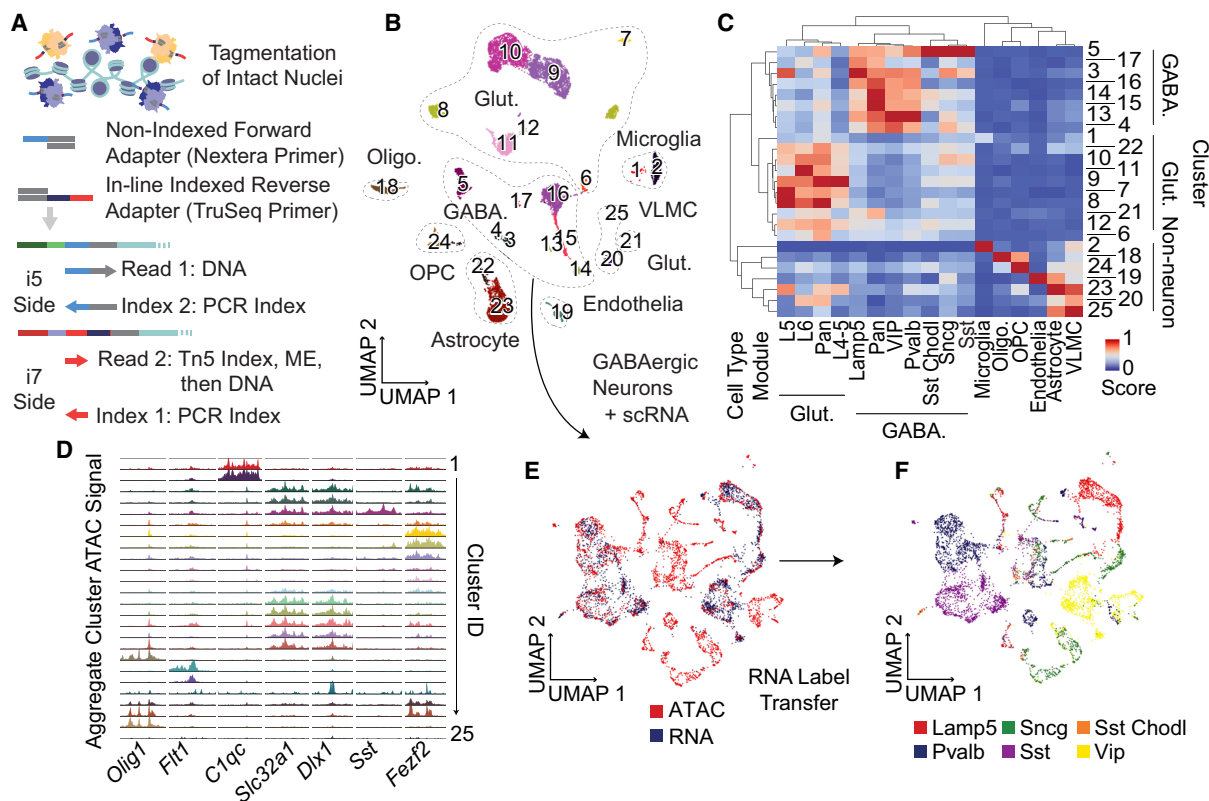 A
Tagmentation
of Intact Nuclei
Non-Indexed Forward
Adapter (Nextera Primer)
In-line Indexed Reverse
Adapter (TruSeq Primer)
i5
Side
Read 1: DNA
Index 2: PCR Index
i7
Side
Read 2: Tn5 Index, ME,
then DNA
Index 1: PCR Index
B
10
9
7
8
Glut.
12
11
Microglia
1
2
Oligo.
18
5
6
16
17
VLMC
GABA.
25
4
3
13
15
21
24
20
Glut.
OPC
22
14
23
19
Endothelia
Astrocyte
UMAP 2
UMAP 1
GABAergic
Neurons
+ scRNA
C
5
17
3
16
14
15
13
4
1
22
10
11
9
7
8
21
12
6
2
18
24
19
23
20
25
GABA.
Glut.
Non-neuron
Cluster
Cell Type
Module
L5
L6
Pan
L4-5
Lamp5
Pan
VIP
Pvalb
Sst Chodl
Sncg
Sst
Microglia
Oligo.
OPC
Endothelia
Astrocyte
VLMC
Glut.
GABA.
1
0
Score
D
Aggregate Cluster ATAC Signal
1
Cluster ID
25
Olig1
Flt1
C1qc
Slc32a1
Dlx1
Sst
Fezf2
E
UMAP 2
UMAP 1
ATAC
RNA
RNA Label
Transfer
F
UMAP 2
UMAP 1
Lamp5
Sncg
Sst Chodl
Pvalb
Sst
Vip